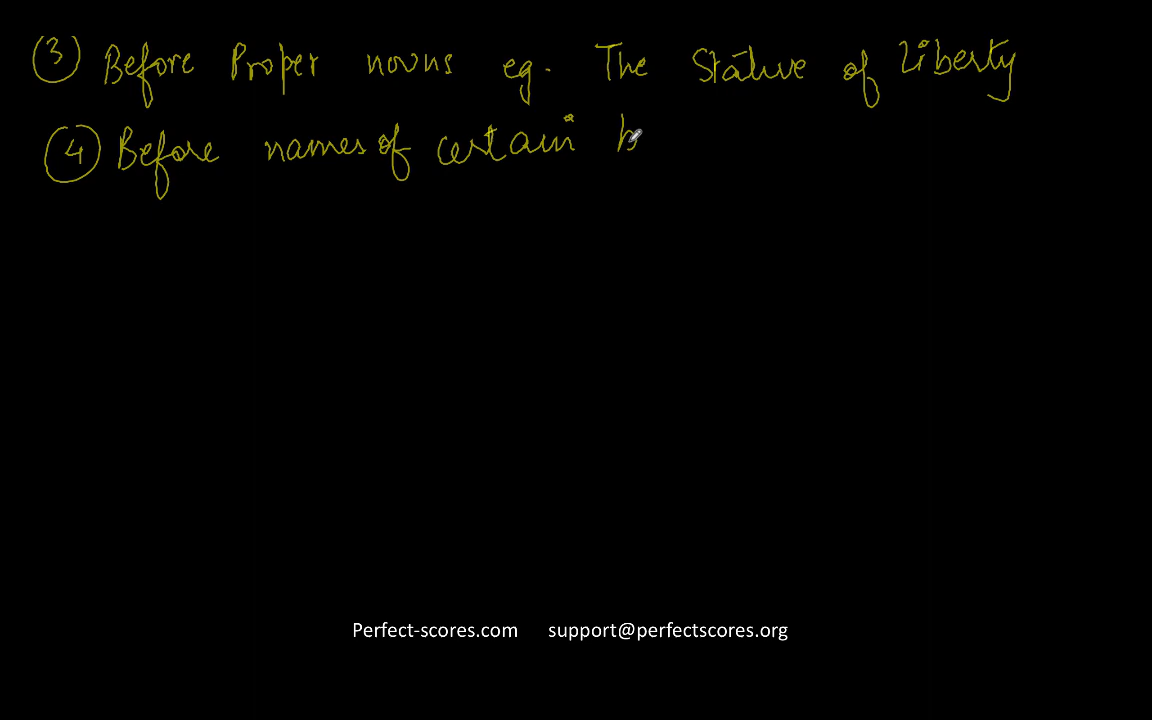 (3) Before Proper nouns eg. The Statue of Liberty
(4) Before names of certain b
Perfect-scores.com support@perfectscores.org